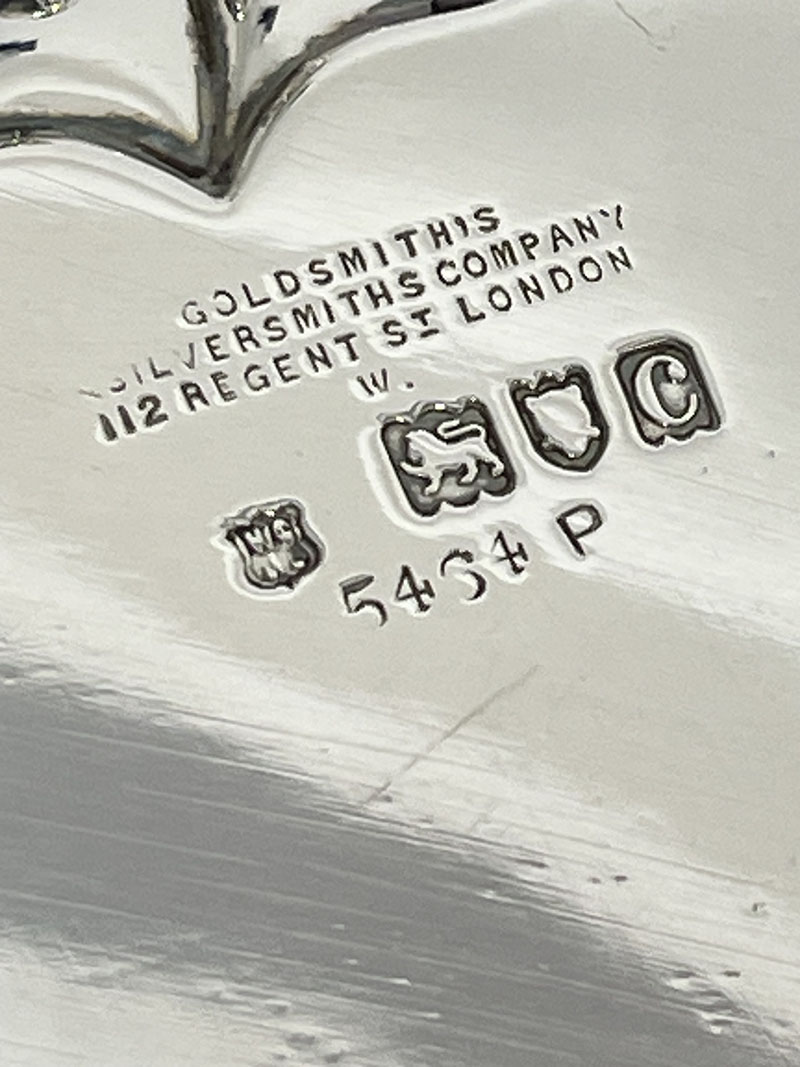 GOLDSMITHS
SILVERSMITHS COMPANY
112 REGENT ST LONDON
W.
C
5464 P